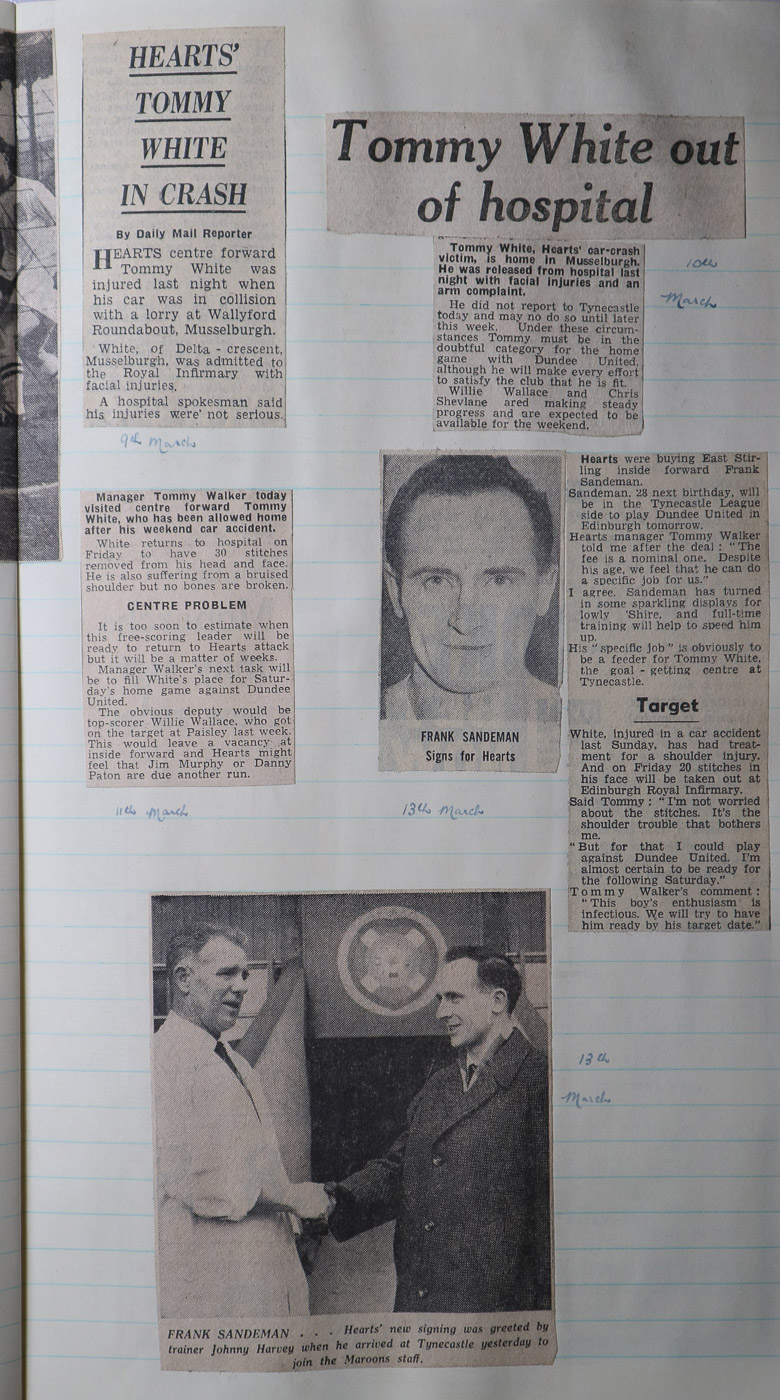 HEARTS'
TOMMY
WHITE
IN CRASH
By Daily Mail Reporter
HEARTS centre forward
Tommy White was
injured last night when
his car was in collision
with a lorry at Wallyford
Roundabout, Musselburgh.
White, of Delta - crescent,
Musselburgh, was admitted to
the Royal Infirmary with
facial injuries.
A hospital spokesman said
his injuries were not serious.
9th March
Tommy White out
of hospital
Tommy White, Hearts' car-crash
victim, is home in Musselburgh.
He was released from hospital last
night with facial injuries and an
arm complaint.
He did not report to Tynecastle
today and may no do so until later
this week. Under these circum-
stances Tommy must be in the
doubtful category for the home
game with Dundee United,
although he will make every effort
to satisfy the club that he is fit.
Willie Wallace and Chris
Shevlane ared making steady
progress and are expected to be
available for the weekend.
10th
March
Manager Tommy Walker today
visited centre forward Tommy
White, who has been allowed home
after his weekend car accident.
White returns to hospital on
Friday to have 30 stitches
removed from his head and face.
He is also suffering from a bruised
shoulder but no bones are broken.
CENTRE PROBLEM
It is too soon to estimate when
this free-scoring leader will be
ready to return to Hearts attack
but it will be a matter of weeks.
Manager Walker's next task will
be to fill White's place for Satur-
day's home game against Dundee
United.
The obvious deputy would be
top-scorer Willie Wallace, who got
on the target at Paisley last week.
This would leave a vacancy at
inside forward and Hearts might
feel that Jim Murphy or Danny
Paton are due another run.
11th March
FRANK SANDEMAN
Signs for Hearts
13th March
Hearts were buying East Stir-
ling inside forward Frank
Sandeman.
Sandeman, 28 next birthday, will
be in the Tynecastle League
side to play Dundee United in
Edinburgh tomorrow.
Hearts manager Tommy Walker
told me after the deal: "The
fee is a nominal one. Despite
his age, we feel that he can do
a specific job for us."
I agree. Sandeman has turned
in some sparkling displays for
lowly 'Shire, and full-time
training will help to speed him
up.
His "specific job" is obviously to
be a feeder for Tommy White,
the goal - getting centre at
Tynecastle.
Target
White, injured in a car accident
last Sunday, has had treat-
ment for a shoulder injury.
And on Friday 20 stitches in
his face will be taken out at
Edinburgh Royal Infirmary.
Said Tommy: "I'm not worried
about the stitches. It's the
shoulder trouble that bothers
me.
"But for that I could play
against Dundee United. I'm
almost certain to be ready for
the following Saturday."
Tommy Walker's comment:
"This boy's enthusiasm is
infectious. We will try to have
him ready by his target date."
13th
March
FRANK SANDEMAN . . . Hearts' new signing was greeted by
trainer Johnny Harvey when he arrived at Tynecastle yesterday to
join the Maroons staff.